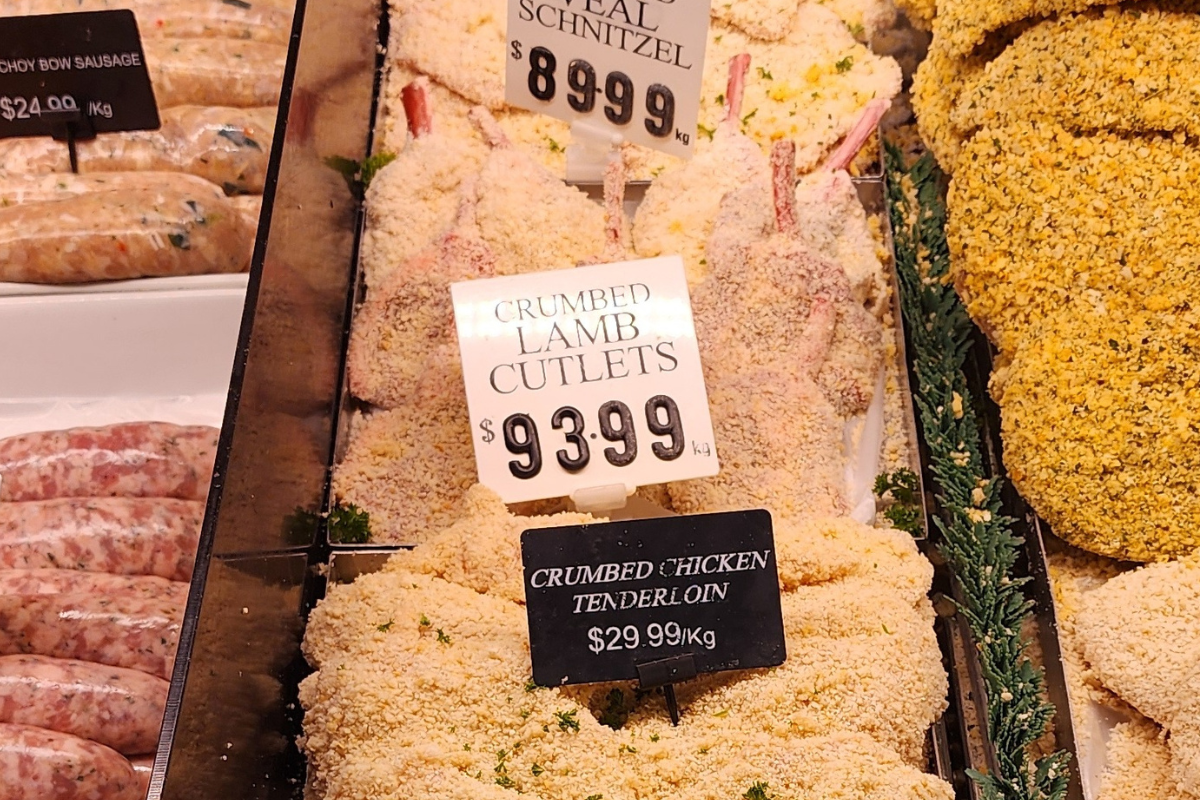 CHOY BOW SAUSAGE
$24.99 /Kg
VEAL
SCHNITZEL
$89.99kg
CRUMBED
LAMB
CUTLETS
$93.99kg
CRUMBED CHICKEN
TENDERLOIN
$29.99/Kg